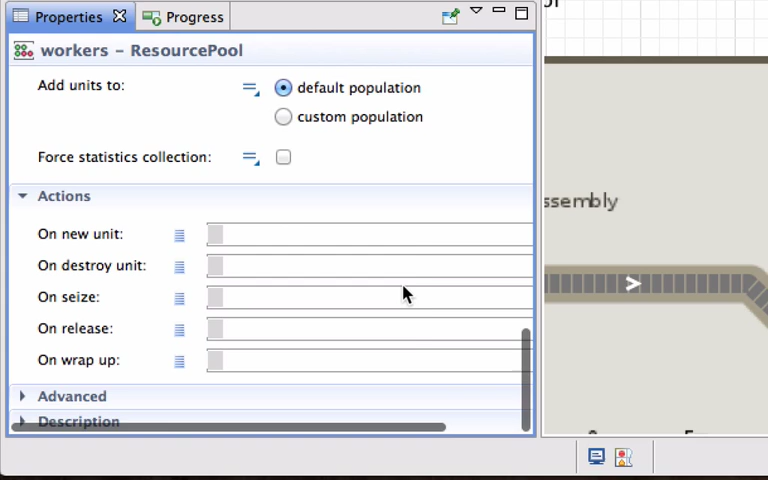 Properties
Progress
workers – ResourcePool
Add units to:
default population
custom population
Force statistics collection:
Actions
On new unit:
On destroy unit:
On seize:
On release:
On wrap up:
Advanced
Description
ssembly
>